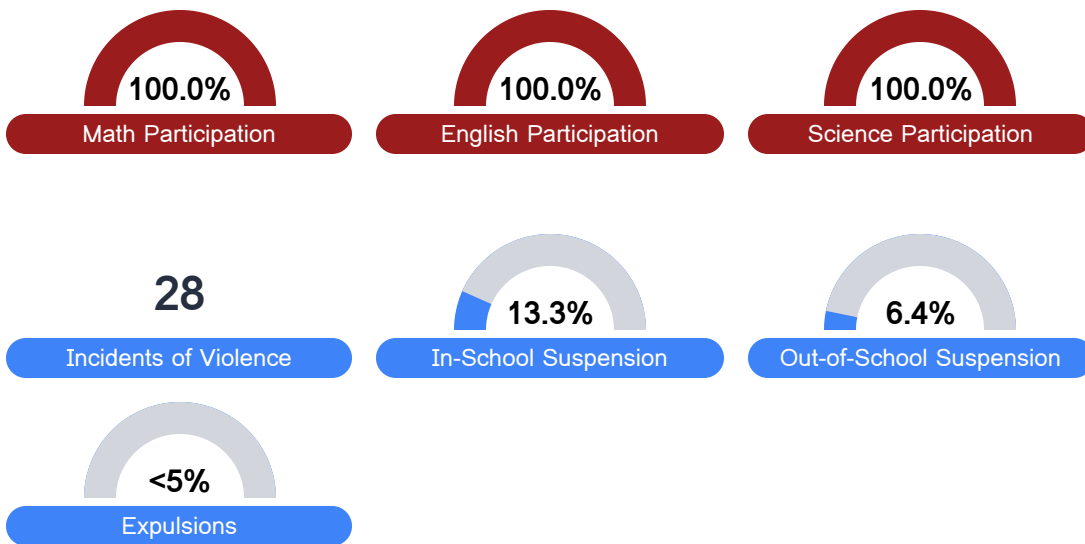 100.0%
Math Participation
100.0%
English Participation
100.0%
Science Participation
28
Incidents of Violence
13.3%
In-School Suspension
6.4%
Out-of-School Suspension
<5%
Expulsions